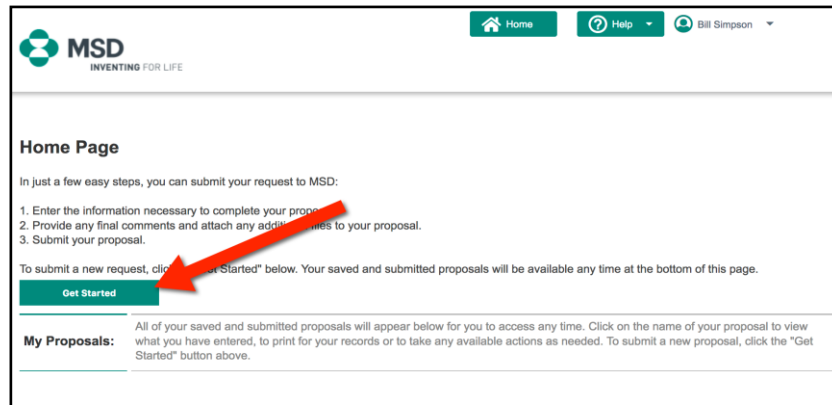 Home
Help
Bill Simpson
MSD
INVENTING FOR LIFE
Home Page
In just a few easy steps, you can submit your request to MSD:
1. Enter the information necessary to complete your
2. Provide any final comments and attach any files to your proposal.
3. Submit your proposal.
To submit a new request, Started" below. Your saved and submitted proposals will be available any time at the bottom of this page.
Get Started
My Proposals:
All of your saved and submitted proposals will appear below for you to access any time. Click on the name of your proposal to view
what you have entered, to print for your records or to take any available actions as needed. To submit a new proposal, click the "Get
Started" button above.